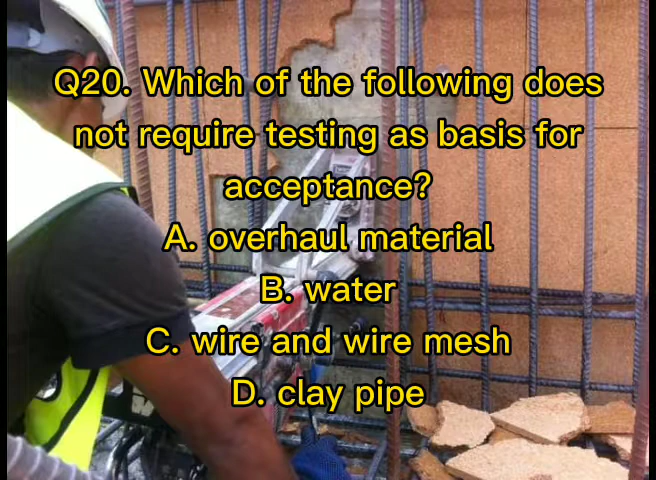 Q20. Which of the following does
not require testing as basis for
acceptance?
A. overhaul material
B. water
C. wire and wire mesh
D. clay pipe